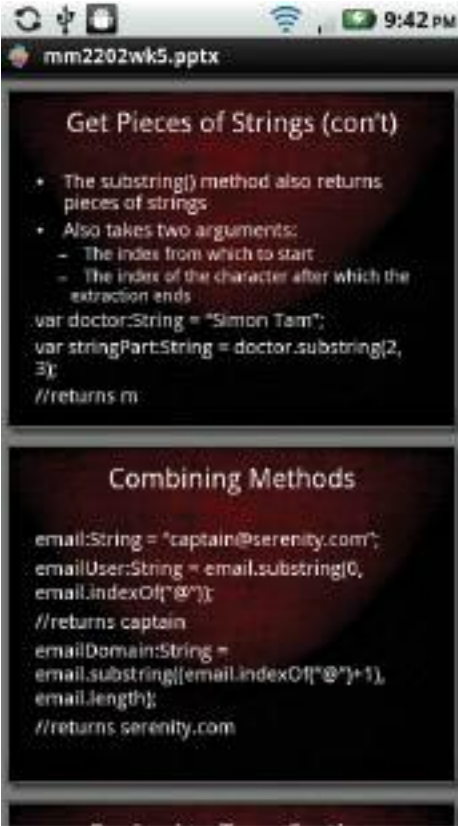 9:42 PM
mm2202wk5.pptx
Get Pieces of Strings (con't)
• The substring() method also returns
pieces of strings
• Also takes two arguments:
– The index from which to start
– The index of the character after which the
extraction ends
var doctor:String = "Simon Tam";
var stringPart:String = doctor.substring(2,
3);
//returns m
Combining Methods
email:String = "captain@serenity.com";
emailUser:String = email.substring(0,
email.indexOf("@"));
//returns captain
emailDomain:String =
email.substring((email.indexOf("@")+1),
email.length);
//returns serenity.com